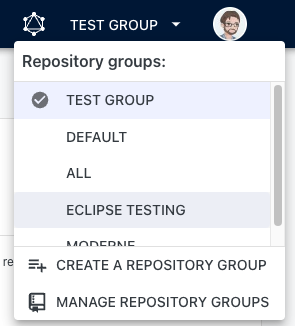 TEST GROUP
Repository groups:
TEST GROUP
DEFAULT
ALL
ECLIPSE TESTING
MODERNE
re
CREATE A REPOSITORY GROUP
MANAGE REPOSITORY GROUPS